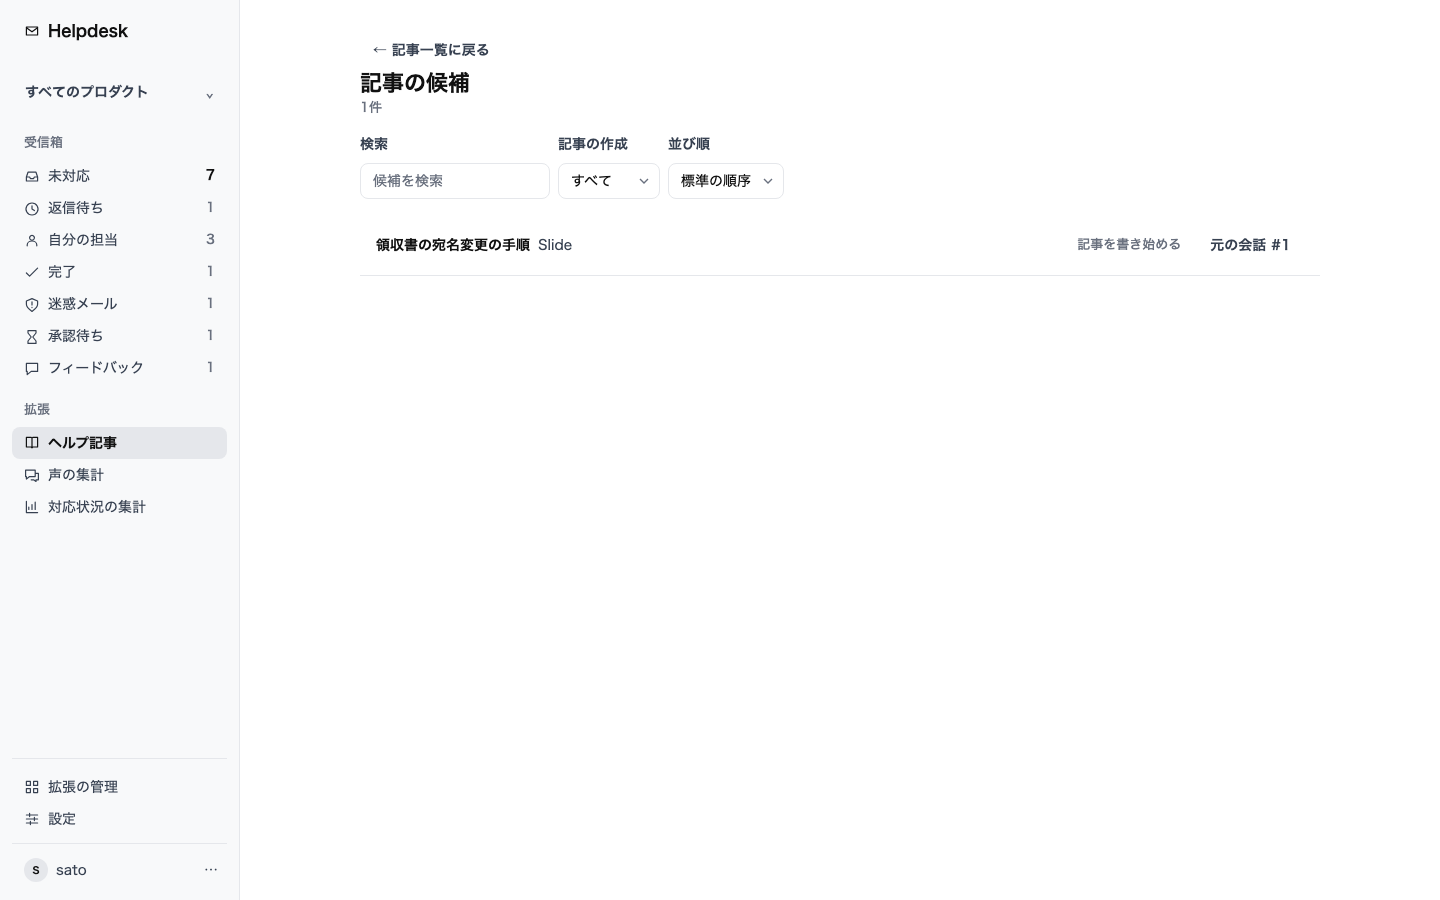 Helpdesk
すべてのプロダクト
受信箱
未対応 7
返信待ち 1
自分の担当 3
完了 1
迷惑メール 1
承認待ち 1
フィードバック 1
拡張
ヘルプ記事
声の集計
対応状況の集計
拡張の管理
設定
S sato …
← 記事一覧に戻る
記事の候補
1件
検索 記事の作成 並び順
候補を検索 すべて 標準の順序
領収書の宛名変更の手順 Slide 記事を書き始める 元の会話 #1